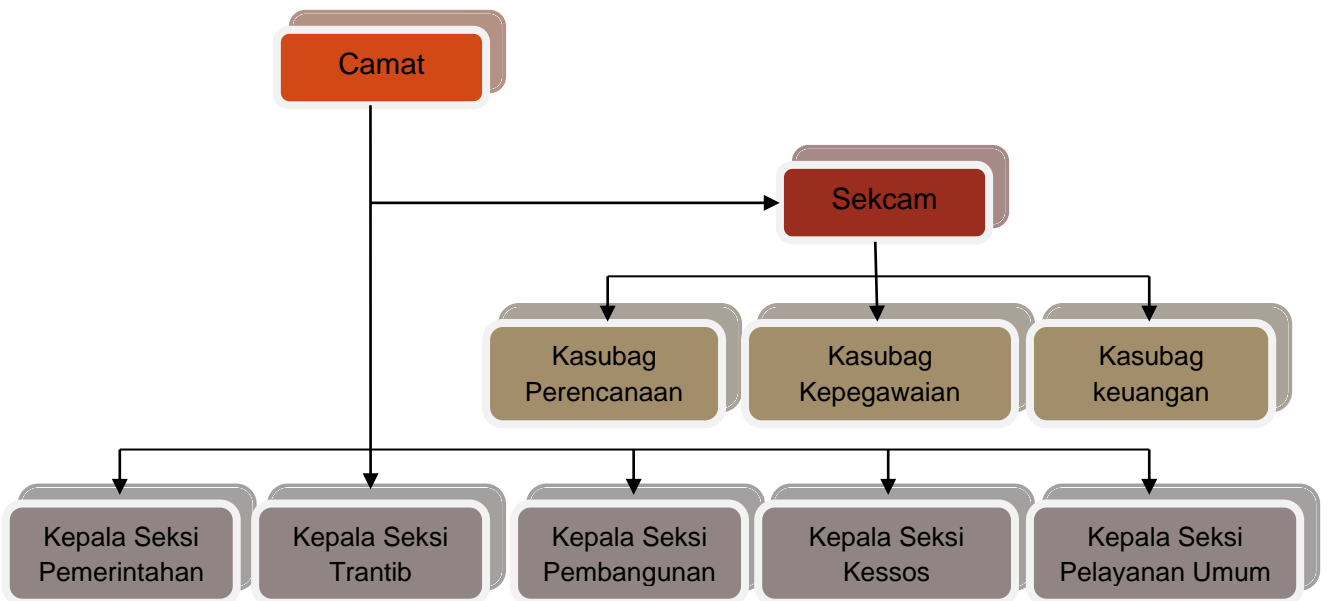 Camat
Sekcam
Kasubag
Perencanaan
Kasubag
Kepegawaian
Kasubag
keuangan
Kepala Seksi
Pemerintahan
Kepala Seksi
Trantib
Kepala Seksi
Pembangunan
Kepala Seksi
Kessos
Kepala Seksi
Pelayanan Umum